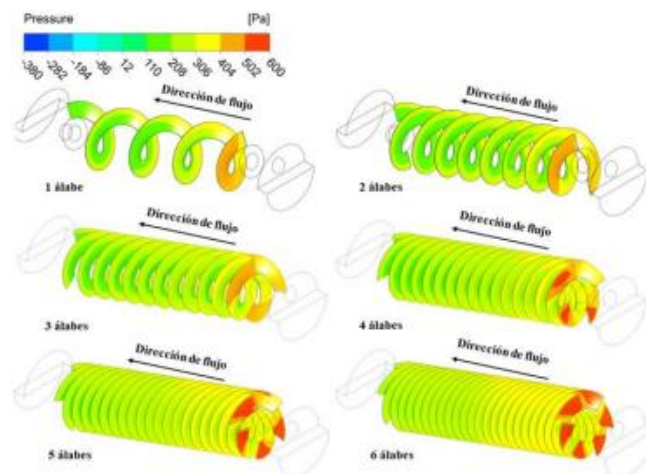 Pressure [Pa]
-380 -282 -184 -86 12 110 208 306 404 502 600
Dirección de flujo
1 álabe
Dirección de flujo
2 álabes
Dirección de flujo
3 álabes
Dirección de flujo
4 álabes
Dirección de flujo
5 álabes
Dirección de flujo
6 álabes